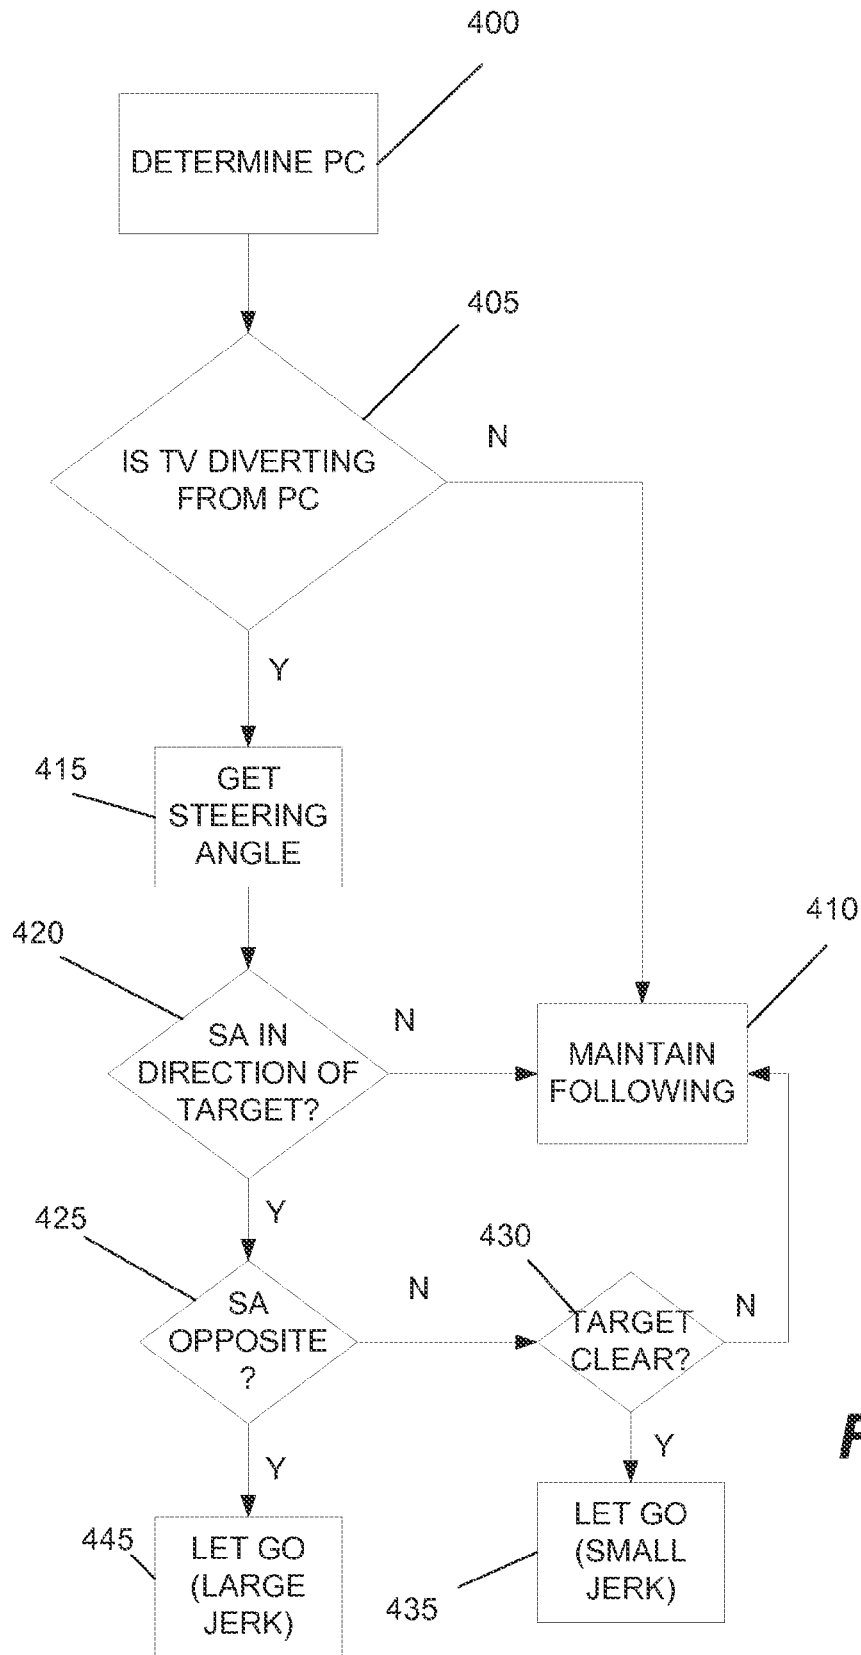 400
DETERMINE PC
405
N
IS TV DIVERTING
FROM PC
Y
415
GET
STEERING
ANGLE
420
410
N
SA IN
DIRECTION OF
TARGET?
MAINTAIN
FOLLOWING
Y
425
430
N
N
SA
OPPOSITE
?
TARGET
CLEAR?
Y
Y
445
LET GO
(LARGE
JERK)
LET GO
(SMALL
JERK)
435